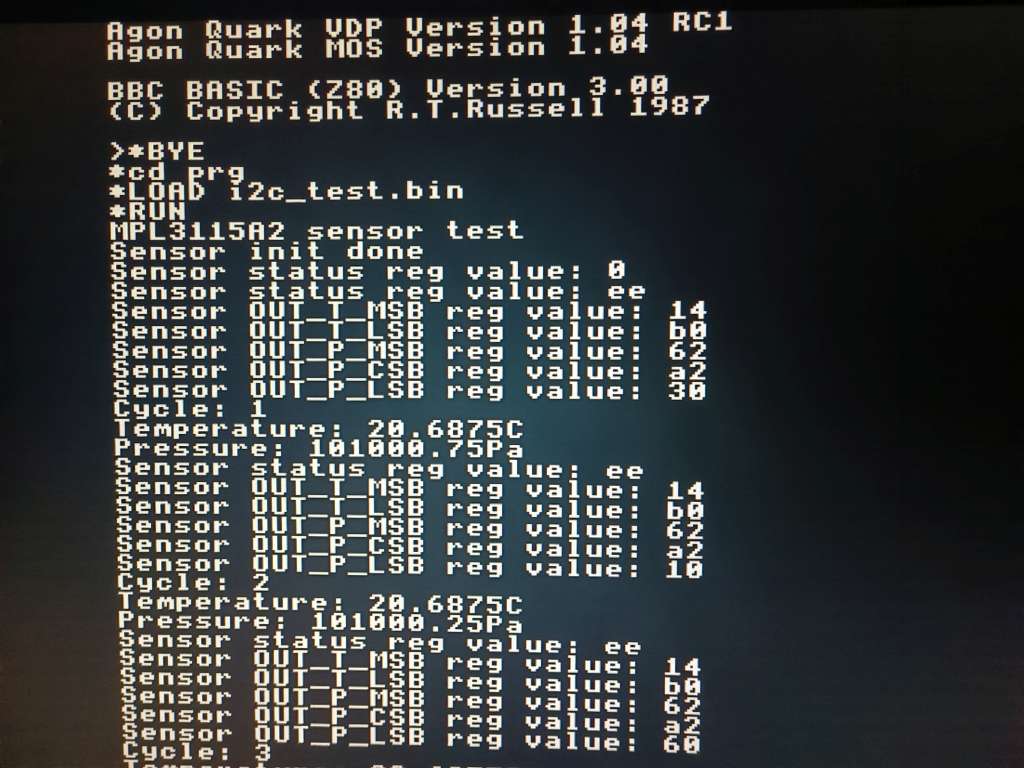 Agon Quark VDP Version 1.04 RC1
Agon Quark MOS Version 1.04
BBC BASIC (Z80) Version 3.00
(C) Copyright R.T.Russell 1987
>*BYE
*cd prg
*LOAD i2c_test.bin
*RUN
MPL3115A2 sensor test
Sensor init done
Sensor status reg value: 0
Sensor status reg value: ee
Sensor OUT_T_MSB reg value: 14
Sensor OUT_T_LSB reg value: b0
Sensor OUT_P_MSB reg value: 62
Sensor OUT_P_CSB reg value: a2
Sensor OUT_P_LSB reg value: 30
Cycle: 1
Temperature: 20.6875C
Pressure: 101000.75Pa
Sensor status reg value: ee
Sensor OUT_T_MSB reg value: 14
Sensor OUT_T_LSB reg value: b0
Sensor OUT_P_MSB reg value: 62
Sensor OUT_P_CSB reg value: a2
Sensor OUT_P_LSB reg value: 10
Cycle: 2
Temperature: 20.6875C
Pressure: 101000.25Pa
Sensor status reg value: ee
Sensor OUT_T_MSB reg value: 14
Sensor OUT_T_LSB reg value: b0
Sensor OUT_P_MSB reg value: 62
Sensor OUT_P_CSB reg value: a2
Sensor OUT_P_LSB reg value: 60
Cycle: 3